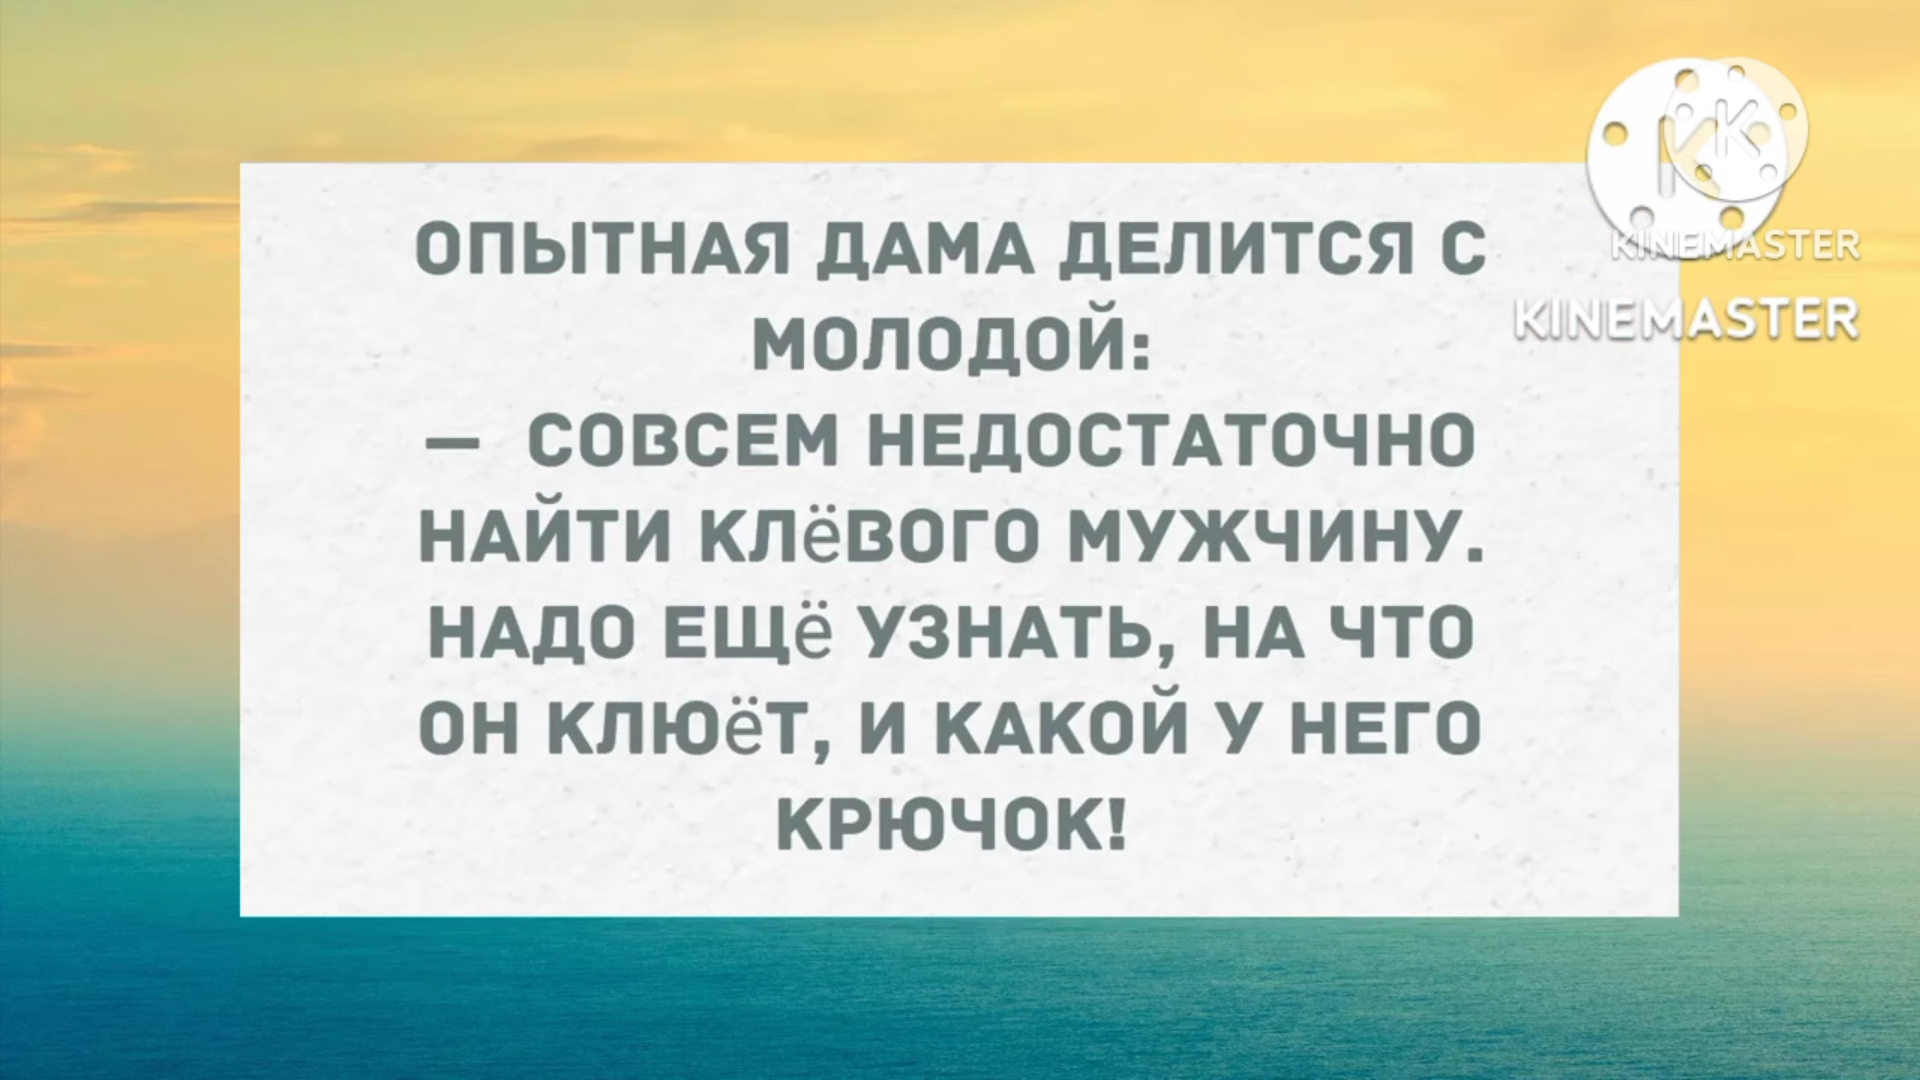 ОПЫТНАЯ ДАМА ДЕЛИТСЯ С
МОЛОДОЙ:
— СОВСЕМ НЕДОСТАТОЧНО
НАЙТИ КЛёВОГО МУЖЧИНУ.
НАДО ЕЩё УЗНАТЬ, НА ЧТО
ОН КЛЮёТ, И КАКОЙ У НЕГО
КРЮЧОК!
K
K
KINEMASTER
KINEMASTER